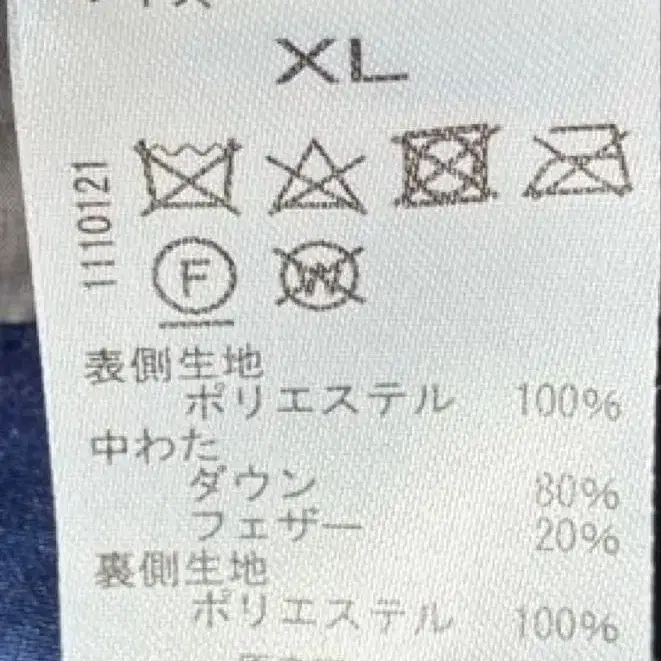 XL
1110121
F
W
表側生地
ポリエステル 100%
中わた
ダウン 80%
フェザー 20%
裏側生地
ポリエステル 100%